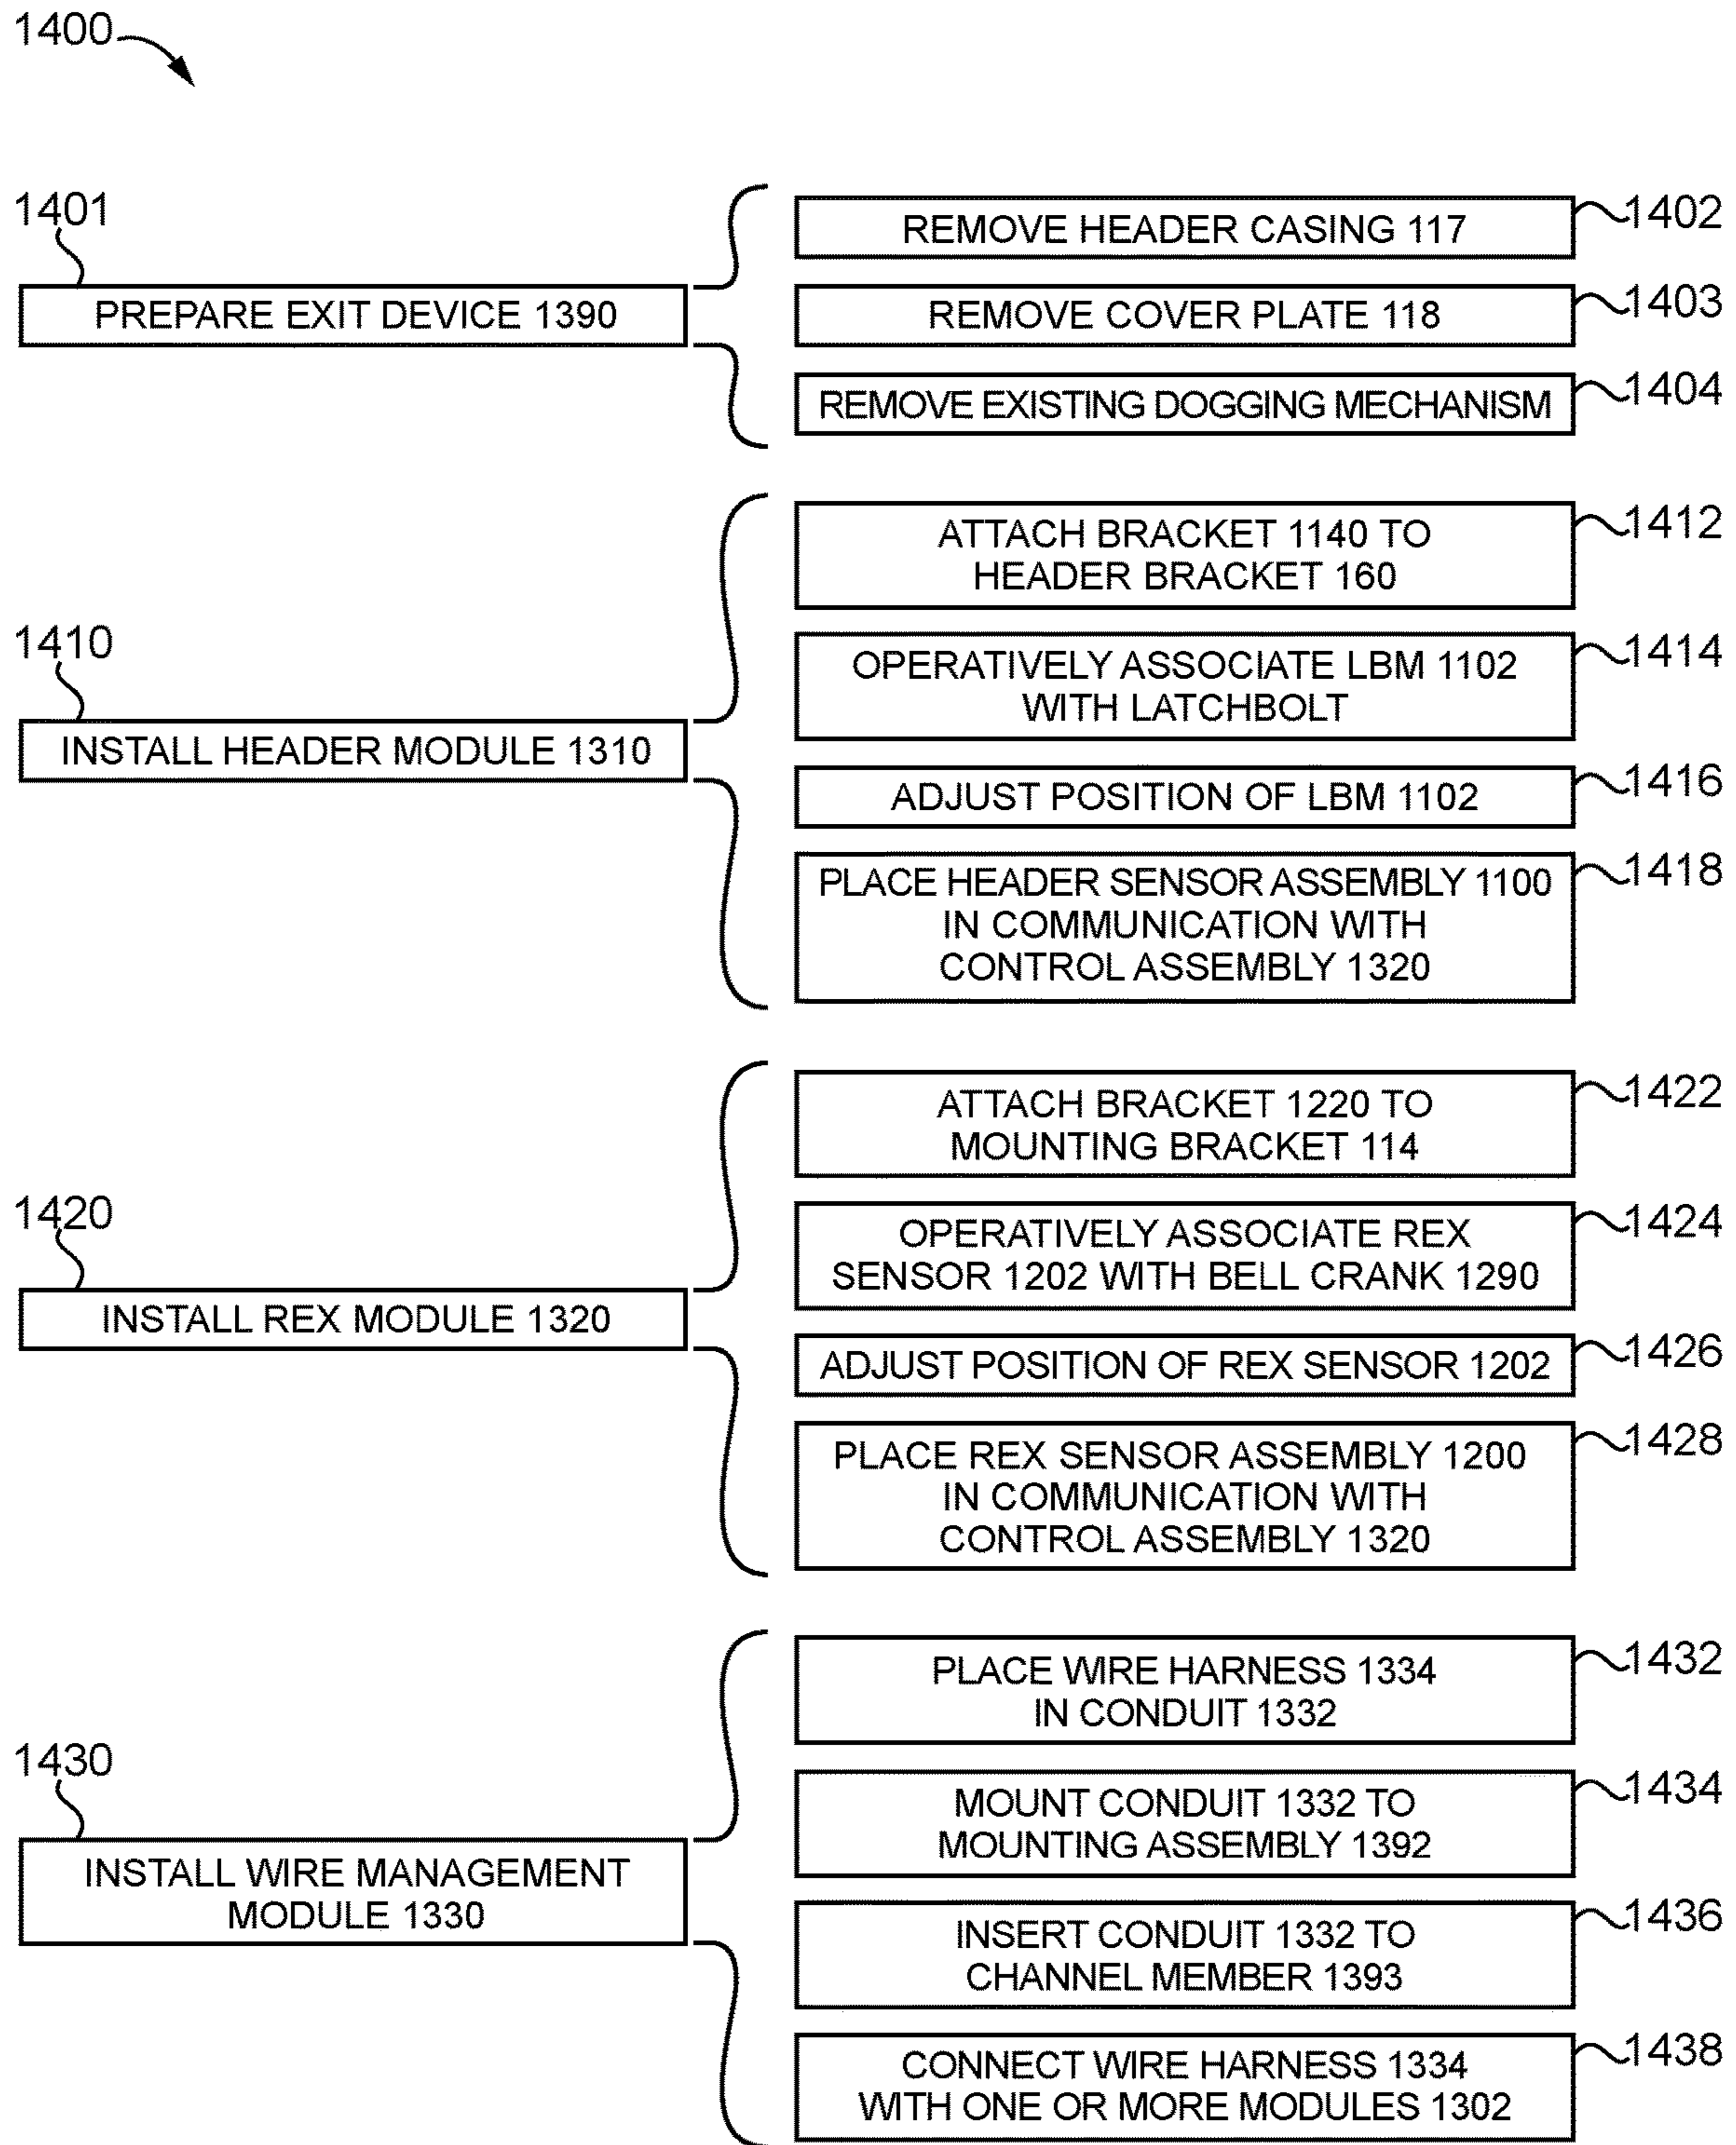 1400
1401
PREPARE EXIT DEVICE 1390
REMOVE HEADER CASING 117
1402
REMOVE COVER PLATE 118
1403
REMOVE EXISTING DOGGING MECHANISM
1404
1410
INSTALL HEADER MODULE 1310
ATTACH BRACKET 1140 TO
HEADER BRACKET 160
1412
OPERATIVELY ASSOCIATE LBM 1102
WITH LATCHBOLT
1414
ADJUST POSITION OF LBM 1102
1416
PLACE HEADER SENSOR ASSEMBLY 1100
IN COMMUNICATION WITH
CONTROL ASSEMBLY 1320
1418
1420
INSTALL REX MODULE 1320
ATTACH BRACKET 1220 TO
MOUNTING BRACKET 114
1422
OPERATIVELY ASSOCIATE REX
SENSOR 1202 WITH BELL CRANK 1290
1424
ADJUST POSITION OF REX SENSOR 1202
1426
PLACE REX SENSOR ASSEMBLY 1200
IN COMMUNICATION WITH
CONTROL ASSEMBLY 1320
1428
1430
INSTALL WIRE MANAGEMENT
MODULE 1330
PLACE WIRE HARNESS 1334
IN CONDUIT 1332
1432
MOUNT CONDUIT 1332 TO
MOUNTING ASSEMBLY 1392
1434
INSERT CONDUIT 1332 TO
CHANNEL MEMBER 1393
1436
CONNECT WIRE HARNESS 1334
WITH ONE OR MORE MODULES 1302
1438